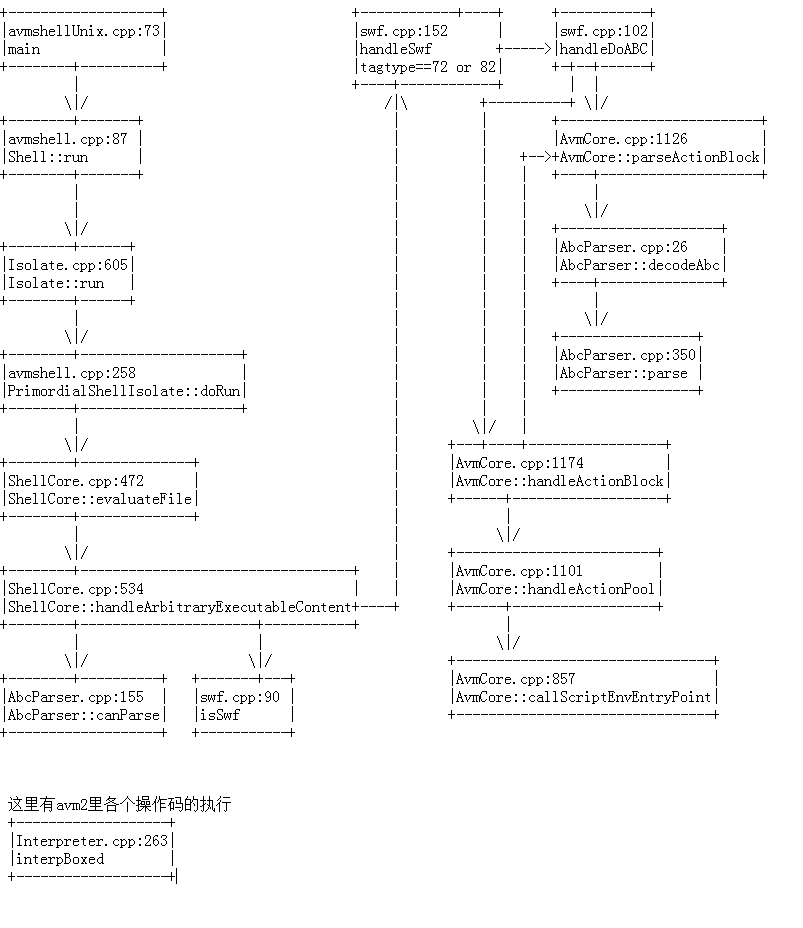 avmshellUnix.cpp:73
main
avmshell.cpp:87
Shell::run
Isolate.cpp:605
Isolate::run
avmshell.cpp:258
PrimordialShellIsolate::doRun
ShellCore.cpp:472
ShellCore::evaluateFile
ShellCore.cpp:534
ShellCore::handleArbitraryExecutableContent
AbcParser.cpp:155
AbcParser::canParse
swf.cpp:90
isSwf
swf.cpp:152
handleSwf
tagtype==72 or 82
swf.cpp:102
handleDoABC
AvmCore.cpp:1126
AvmCore::parseActionBlock
AbcParser.cpp:26
AbcParser::decodeAbc
AbcParser.cpp:350
AbcParser::parse
AvmCore.cpp:1174
AvmCore::handleActionBlock
AvmCore.cpp:1101
AvmCore::handleActionPool
AvmCore.cpp:857
AvmCore::callScriptEnvEntryPoint
这里有avm2里各个操作码的执行
Interpreter.cpp:263
interpBoxed